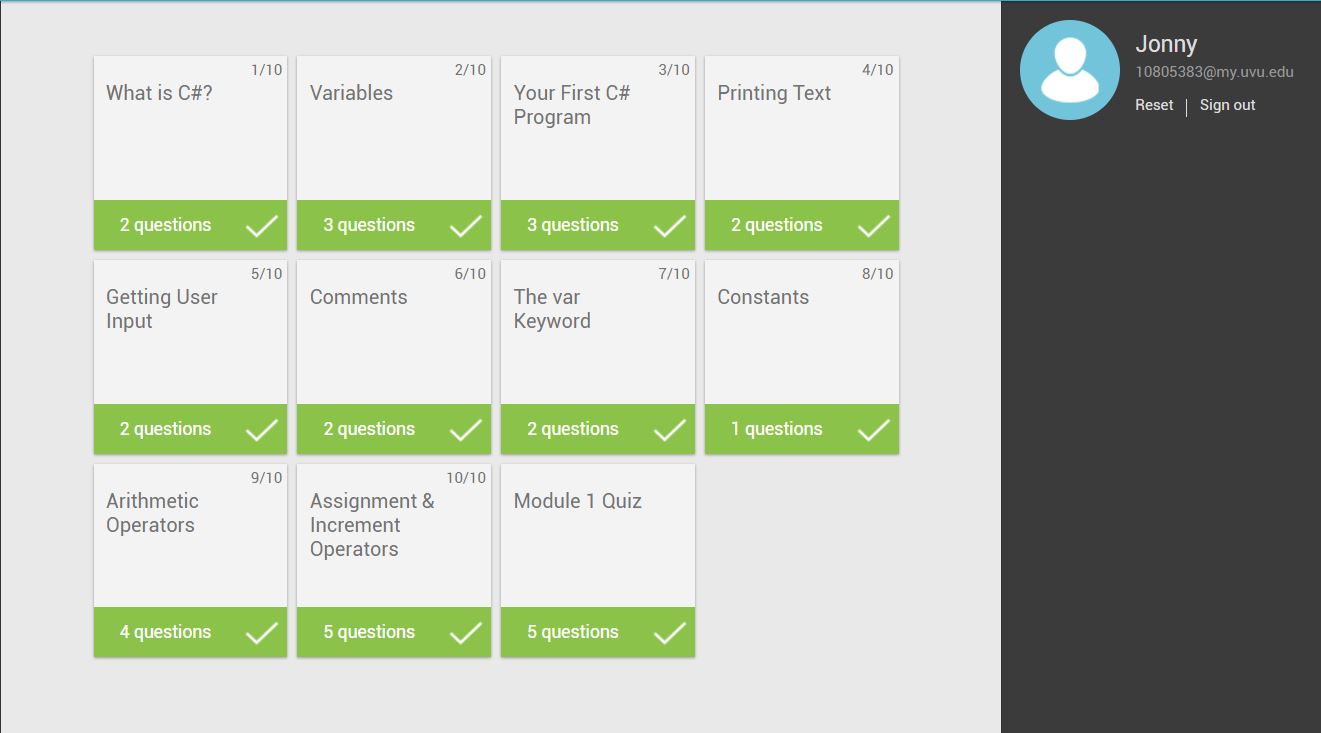 1/10
What is C#?
2 questions
2/10
Variables
3 questions
3/10
Your First C#
Program
3 questions
4/10
Printing Text
2 questions
5/10
Getting User
Input
2 questions
6/10
Comments
2 questions
7/10
The var
Keyword
2 questions
8/10
Constants
1 questions
9/10
Arithmetic
Operators
4 questions
10/10
Assignment &
Increment
Operators
5 questions
Module 1 Quiz
5 questions
Jonny
10805383@my.uvu.edu
Reset | Sign out